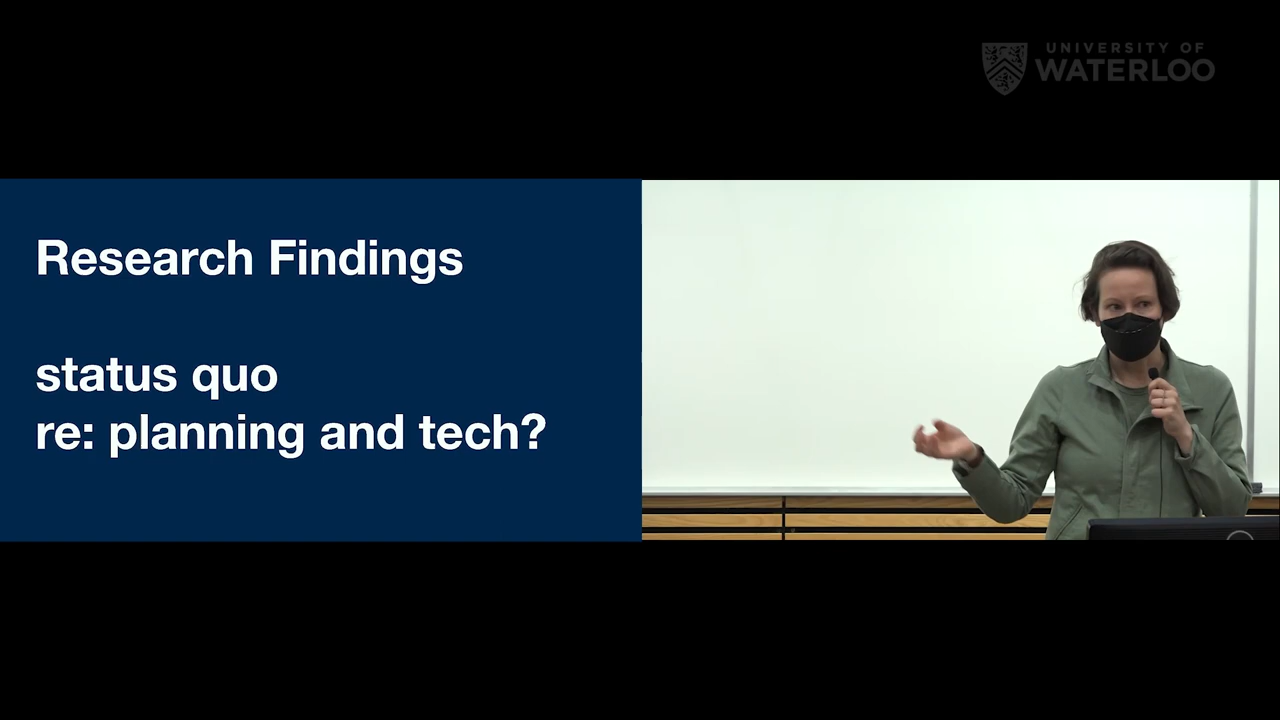 UNIVERSITY OF
WATERLOO
Research Findings
status quo
re: planning and tech?